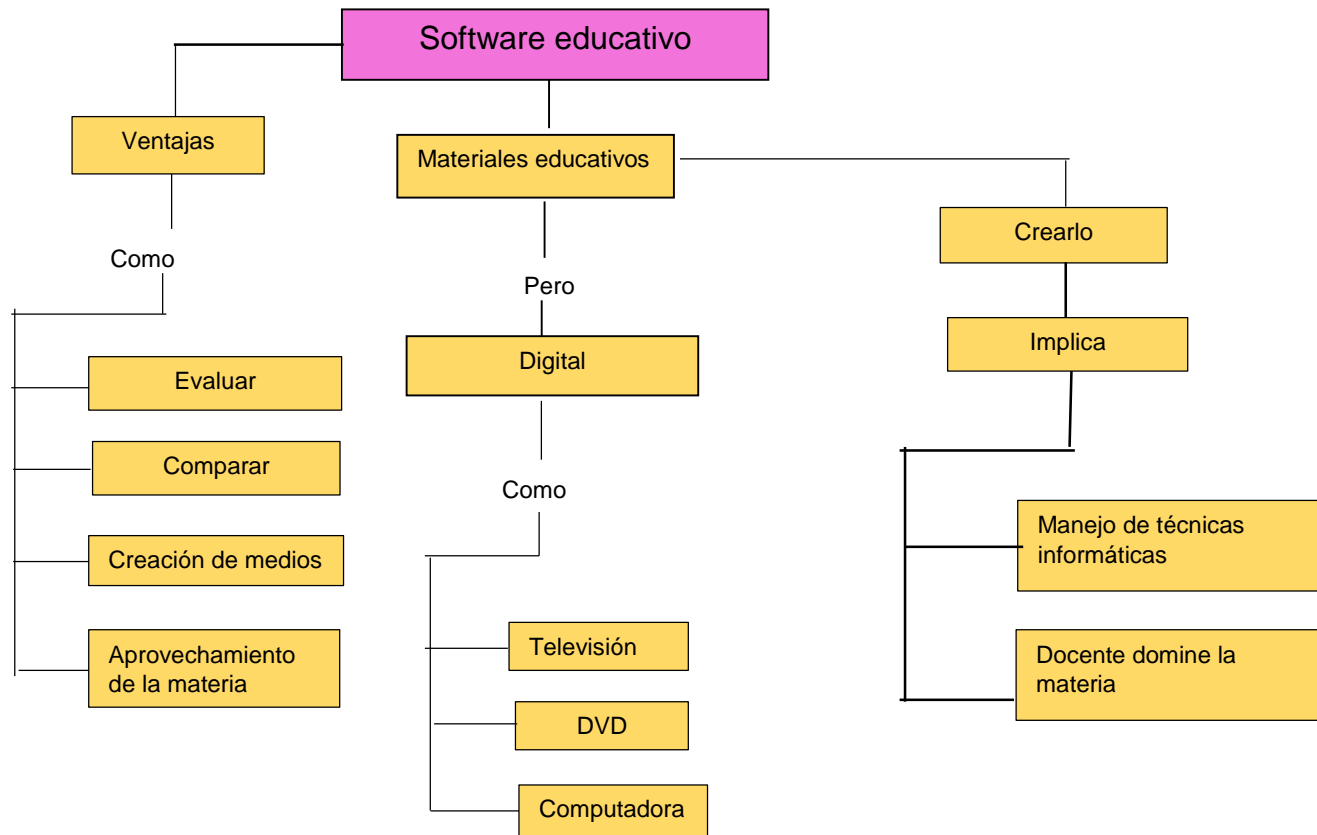 Software educativo
Ventajas
Materiales educativos
Crearlo
Como
Pero
Implica
Evaluar
Digital
Comparar
Como
Manejo de técnicas
informáticas
Creación de medios
Televisión
Aprovechamiento
de la materia
Docente domine la
materia
DVD
Computadora